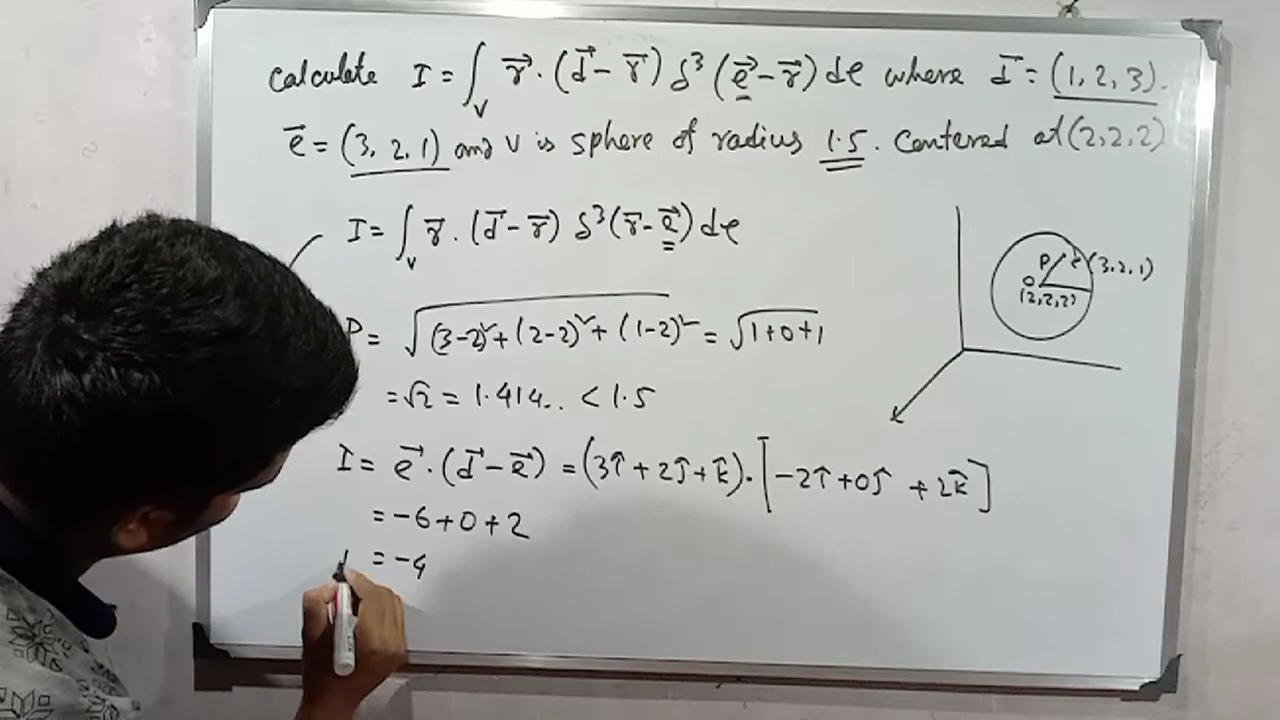 Calculate I = ∫_V r⃗ · (d⃗ − r⃗) δ³ (e⃗ − r⃗) dτ where d⃗ = (1, 2, 3).
e⃗ = (3, 2, 1) and V is sphere of radius 1.5. Centered at (2,2,2)
I = ∫_V r⃗ · (d⃗ − r⃗) δ³ (r⃗ − e⃗) dτ
P = √((3−2)² + (2−2)² + (1−2)²) = √(1+0+1)
= √2 = 1.414.. < 1.5
I = e⃗ · (d⃗ − e⃗) = (3î + 2ĵ + k̂) · [−2î + 0ĵ + 2k̂]
= −6 + 0 + 2
= −4
P (3,2,1)
O
(2,2,2)